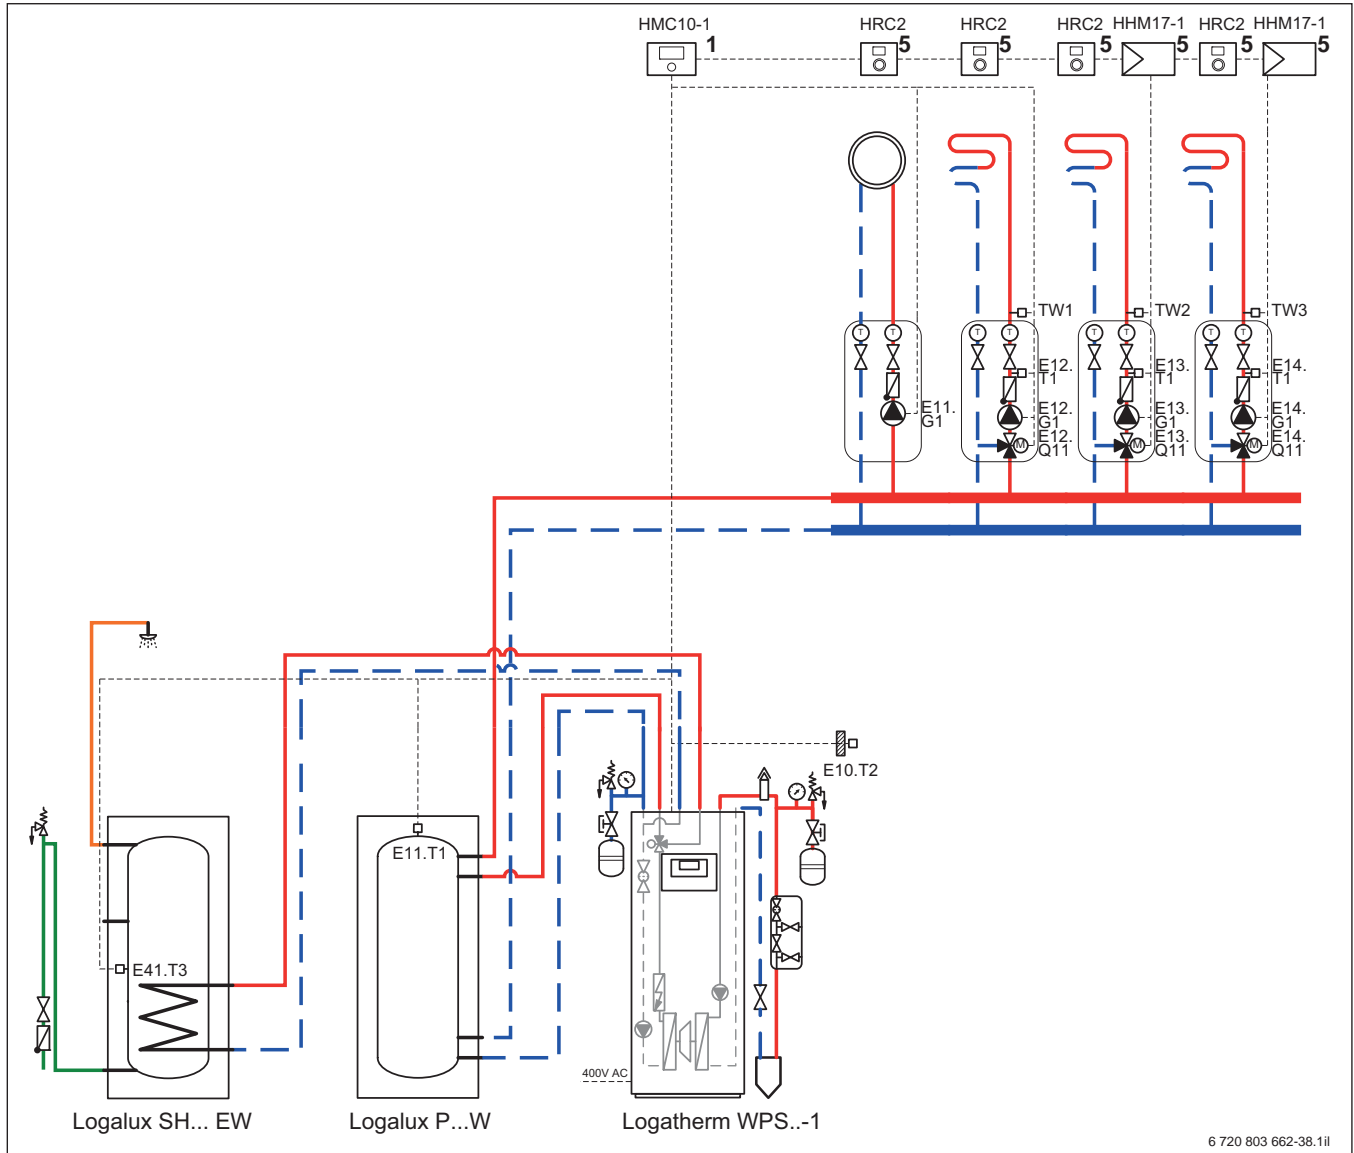 HMC10-1 HRC2 HRC2 HRC2 HHM17-1 HRC2 HHM17-1
1 5 5 5 5 5 5
TW1 TW2 TW3
T T T T T T T T
E12. E13. E14.
T1 T1 T1
E11. E12. E13. E14.
G1 G1 G1 G1
E12. E13. E14.
M Q11 M Q11 M Q11
E10.T2
E11.T1
E41.T3
400V AC
Logalux SH... EW Logalux P...W Logatherm WPS..-1
6 720 803 662-38.1il